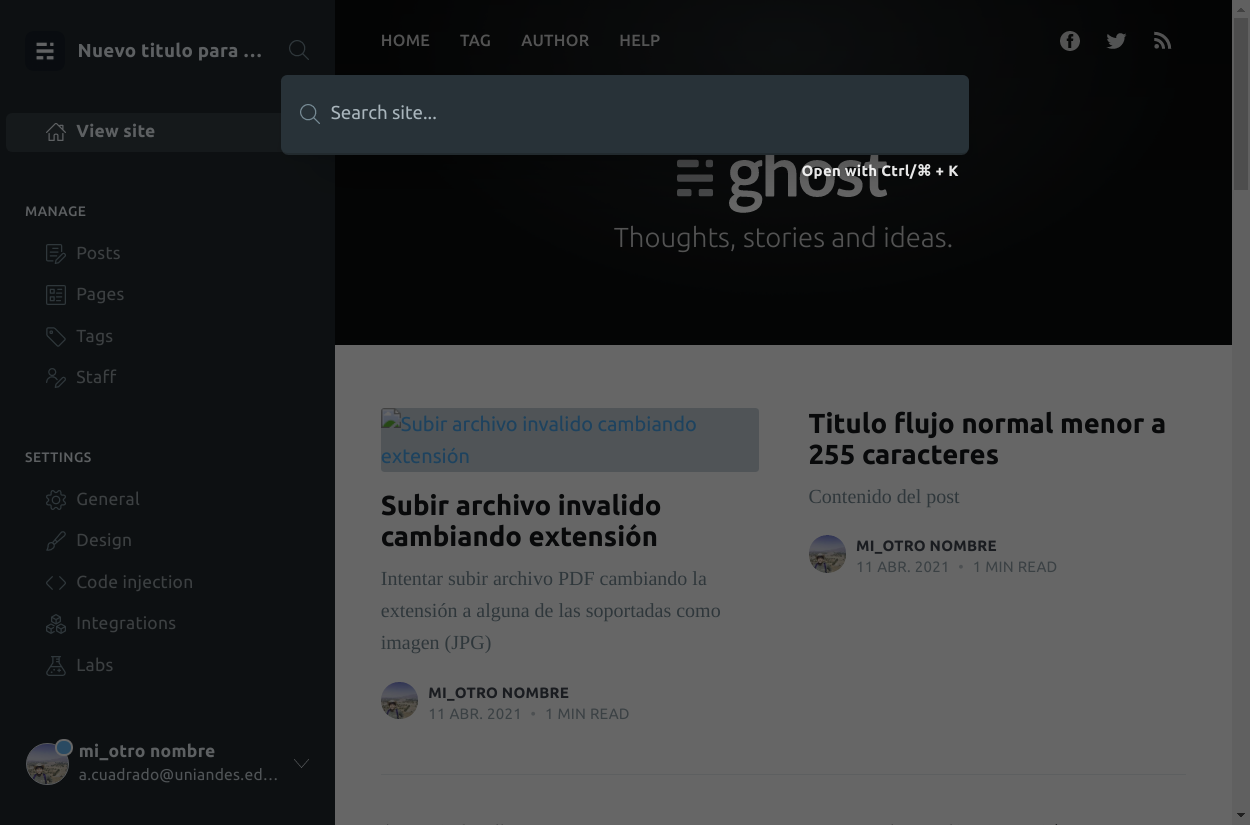 Nuevo titulo para ...
HOME
TAG
AUTHOR
HELP
Search site...
Open with Ctrl/⌘ + K
View site
ghost
Thoughts, stories and ideas.
MANAGE
Posts
Pages
Tags
Staff
SETTINGS
General
Design
Code injection
Integrations
Labs
mi_otro nombre
a.cuadrado@uniandes.ed...
Subir archivo invalido cambiando
extensión
Subir archivo invalido
cambiando extensión
Intentar subir archivo PDF cambiando la
extensión a alguna de las soportadas como
imagen (JPG)
MI_OTRO NOMBRE
11 ABR. 2021 • 1 MIN READ
Titulo flujo normal menor a
255 caracteres
Contenido del post
MI_OTRO NOMBRE
11 ABR. 2021 • 1 MIN READ